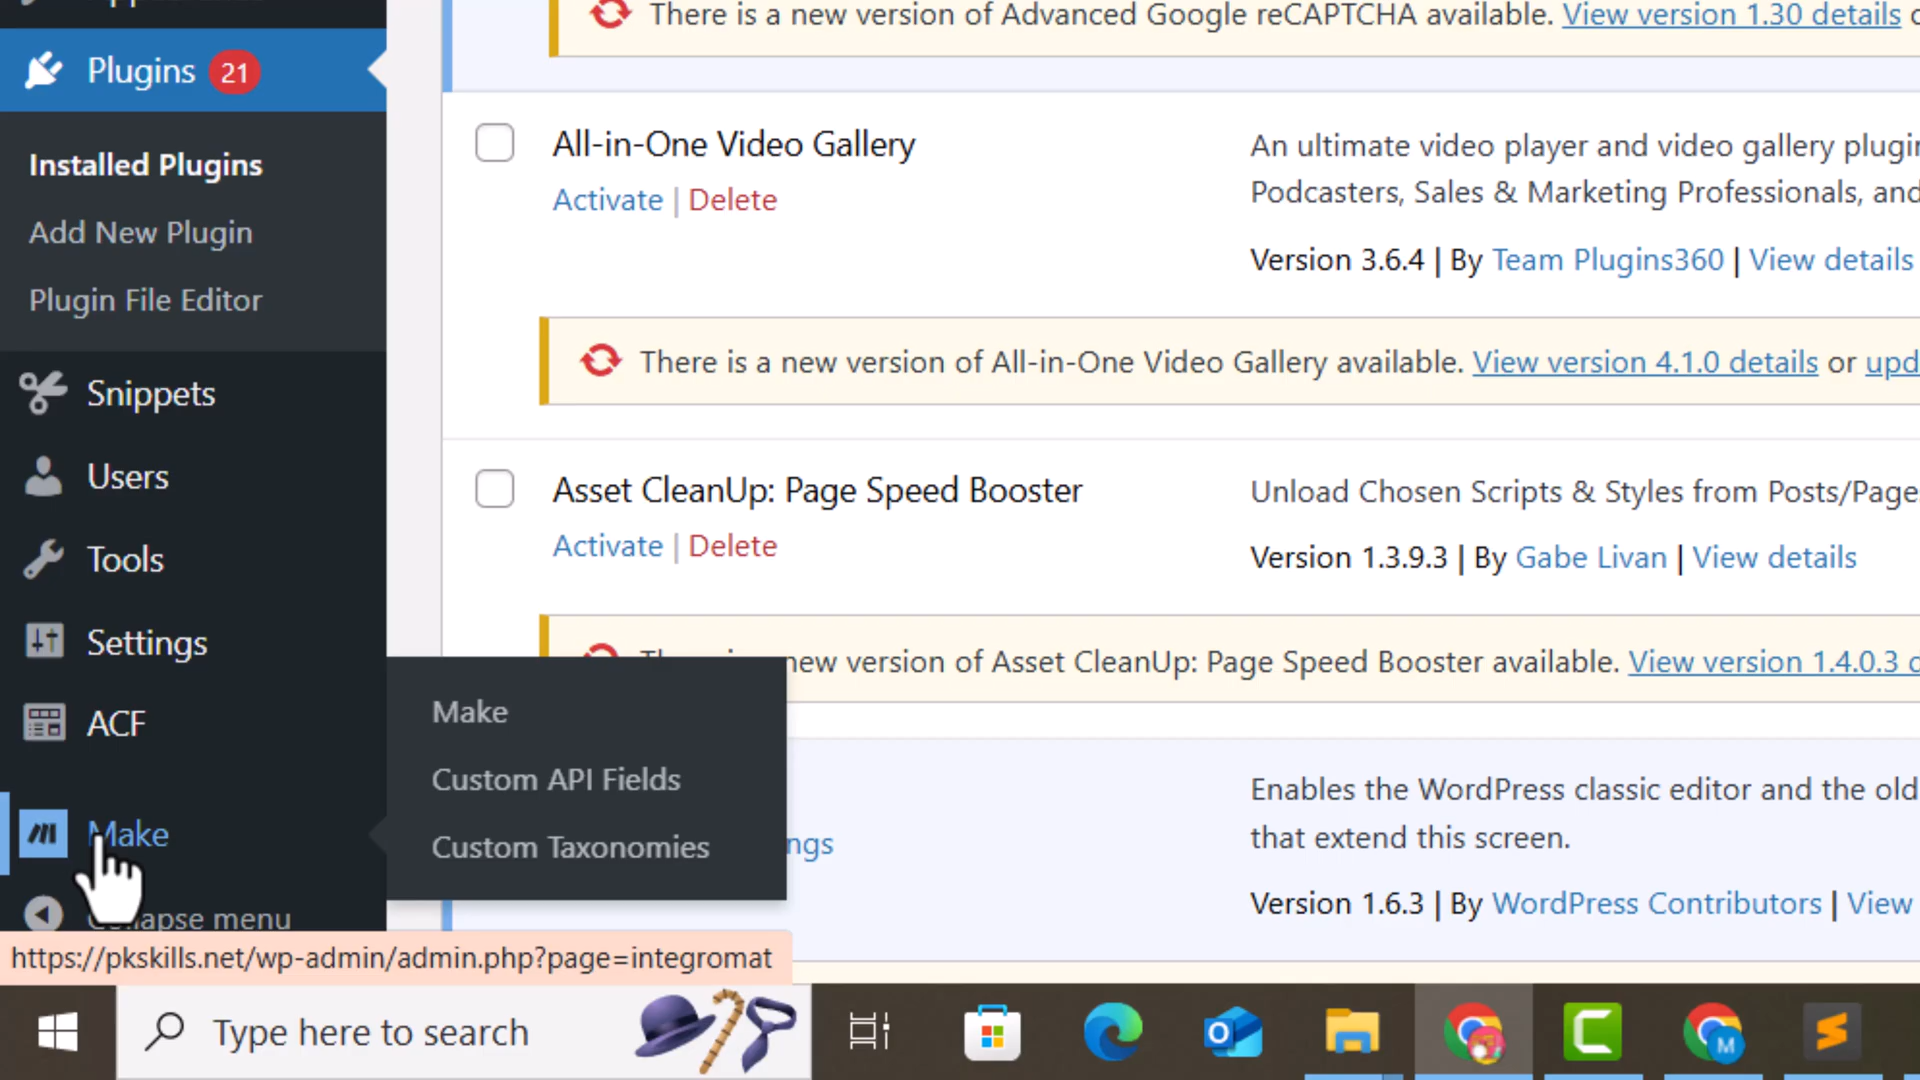 Plugins 21
Installed Plugins
Add New Plugin
Plugin File Editor
Snippets
Users
Tools
Settings
ACF
Make
Collapse menu
Make
Custom API Fields
Custom Taxonomies
There is a new version of Advanced Google reCAPTCHA available. View version 1.30 details
All-in-One Video Gallery
Activate | Delete
An ultimate video player and video gallery plugin
Podcasters, Sales & Marketing Professionals, and
Version 3.6.4 | By Team Plugins360 | View details
There is a new version of All-in-One Video Gallery available. View version 4.1.0 details or upd
Asset CleanUp: Page Speed Booster
Activate | Delete
Unload Chosen Scripts & Styles from Posts/Page
Version 1.3.9.3 | By Gabe Livan | View details
new version of Asset CleanUp: Page Speed Booster available. View version 1.4.0.3
ngs
Enables the WordPress classic editor and the old
that extend this screen.
Version 1.6.3 | By WordPress Contributors | View
https://pkskills.net/wp-admin/admin.php?page=integromat
Type here to search